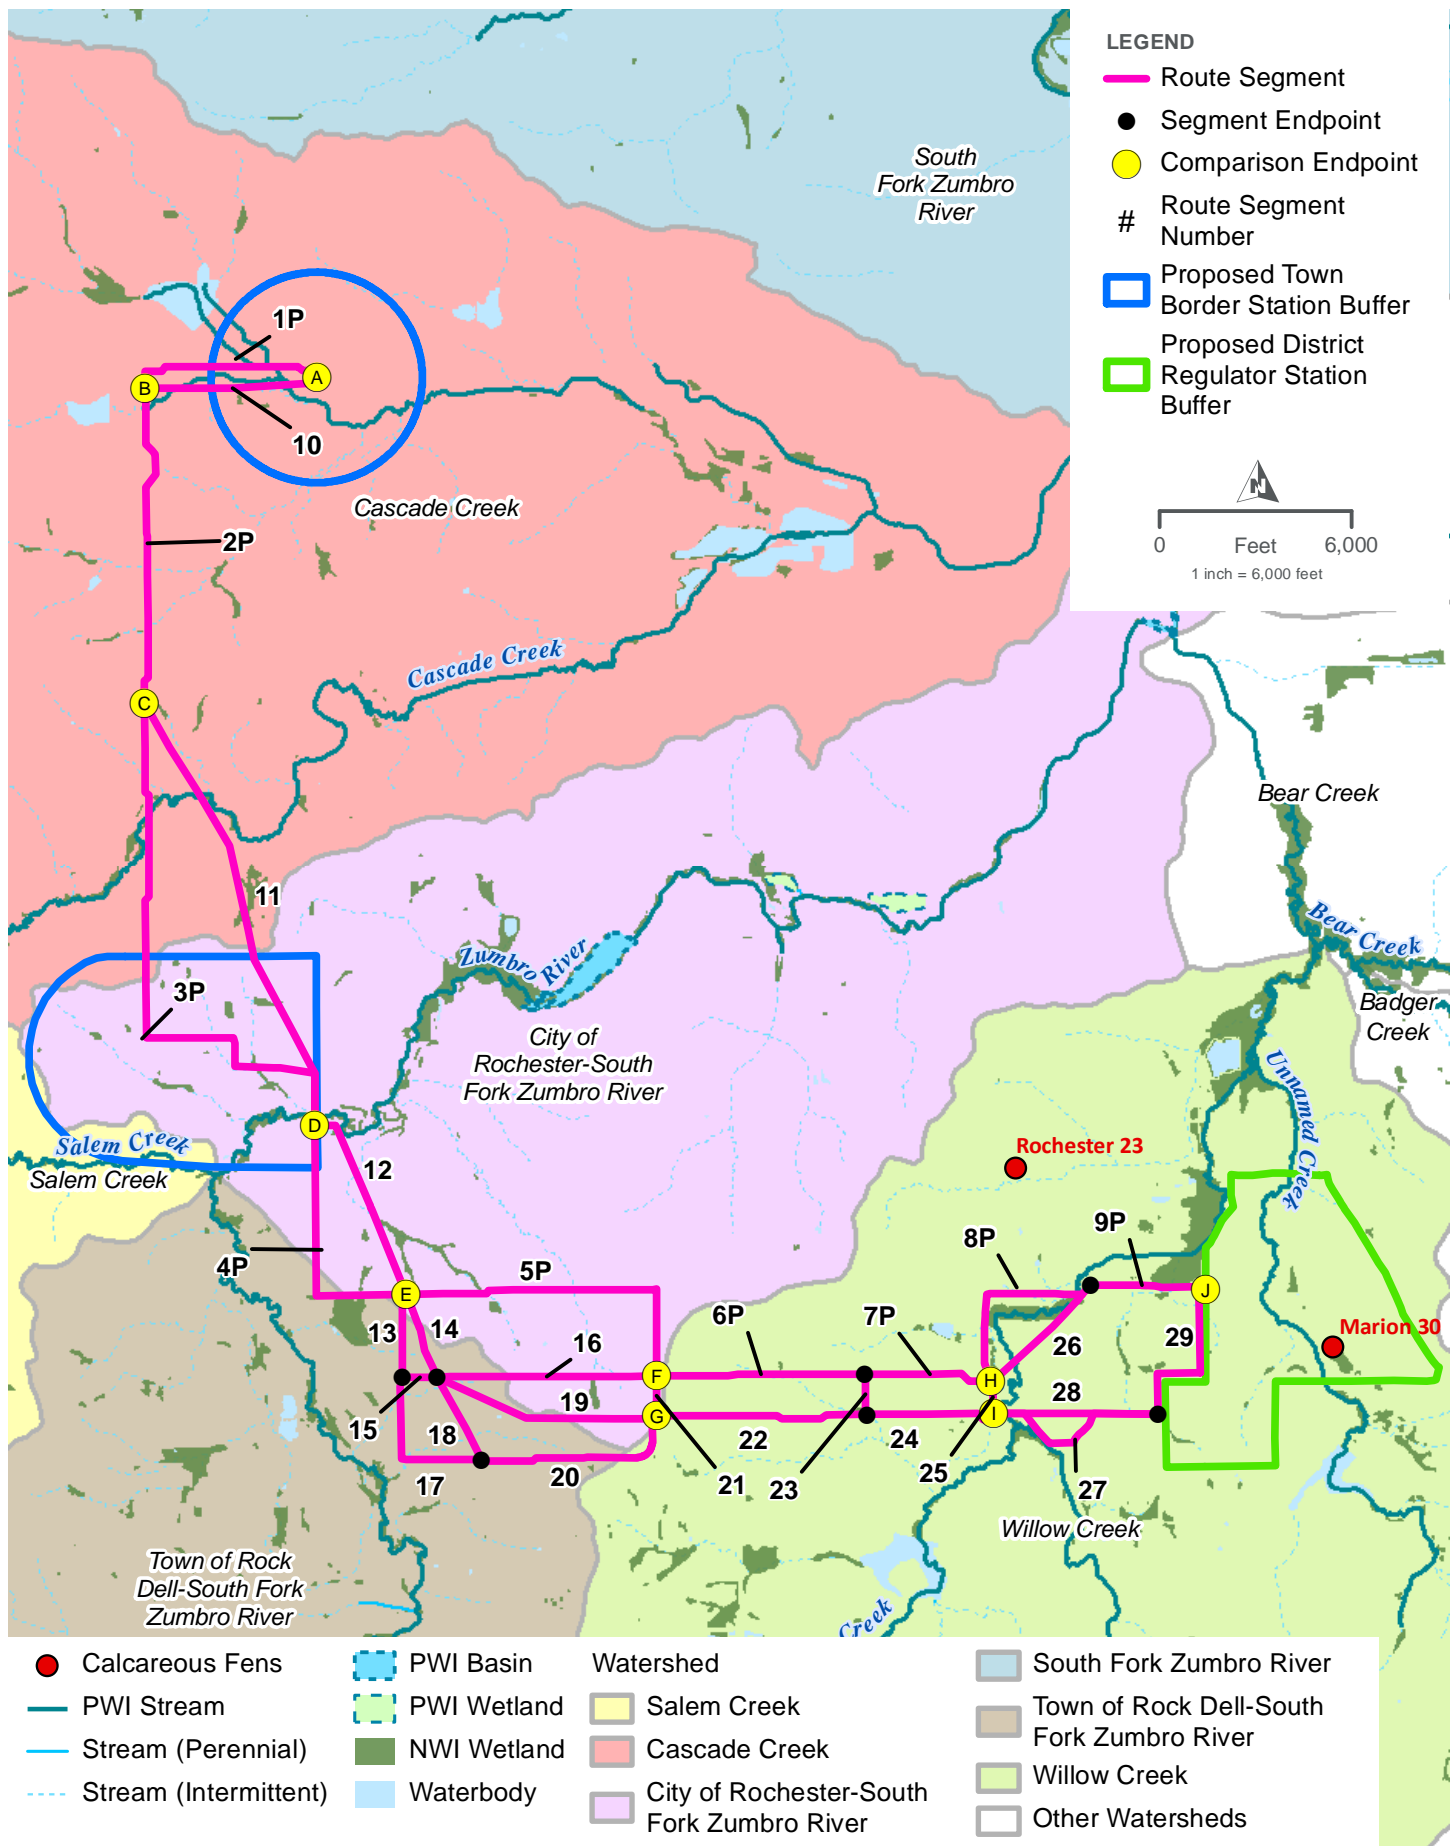 LEGEND
Route Segment
Segment Endpoint
Comparison Endpoint
# Route Segment
Number
Proposed Town
Border Station Buffer
Proposed District
Regulator Station
Buffer
N
0 Feet 6,000
1 inch = 6,000 feet
South
Fork Zumbro
River
1P
A
B
10
Cascade Creek
2P
Cascade Creek
C
Bear Creek
11
Bear Creek
Zumbro River
3P
Badger
Creek
City of
Rochester-South
Fork Zumbro River
Unnamed Creek
D
Salem Creek
Salem Creek
Rochester 23
12
4P
5P
8P
9P
E
J
13
14
16
6P
7P
26
29
Marion 30
F
H
15
18
19
G
22
23
24
I
28
17
20
21
25
27
Willow Creek
Town of Rock
Dell-South Fork
Zumbro River
Creek
Calcareous Fens
PWI Stream
Stream (Perennial)
Stream (Intermittent)
PWI Basin
PWI Wetland
NWI Wetland
Waterbody
Watershed
Salem Creek
Cascade Creek
City of Rochester-South
Fork Zumbro River
South Fork Zumbro River
Town of Rock Dell-South
Fork Zumbro River
Willow Creek
Other Watersheds